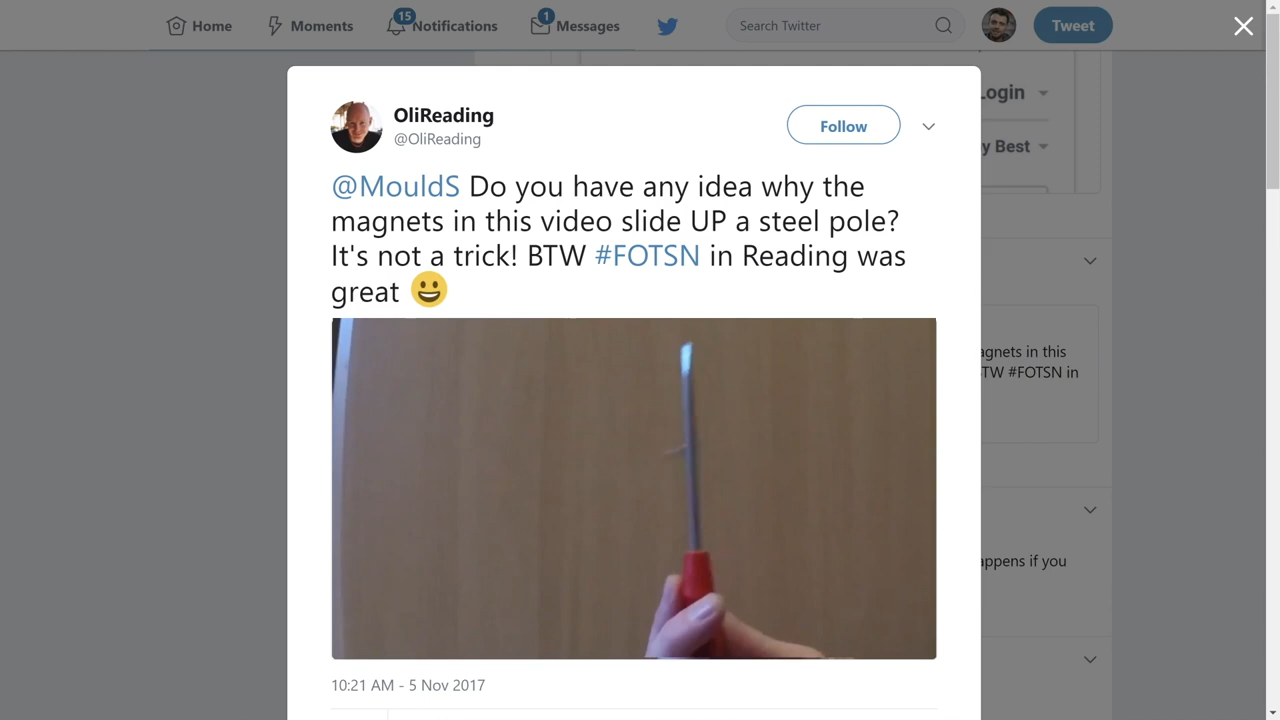 Home
Moments
15
Notifications
1
Messages
Search Twitter
Tweet
Login
y Best
OliReading
@OliReading
Follow
@MouldS Do you have any idea why the
magnets in this video slide UP a steel pole?
It's not a trick! BTW #FOTSN in Reading was
great
agnets in this
TW #FOTSN in
appens if you
10:21 AM - 5 Nov 2017